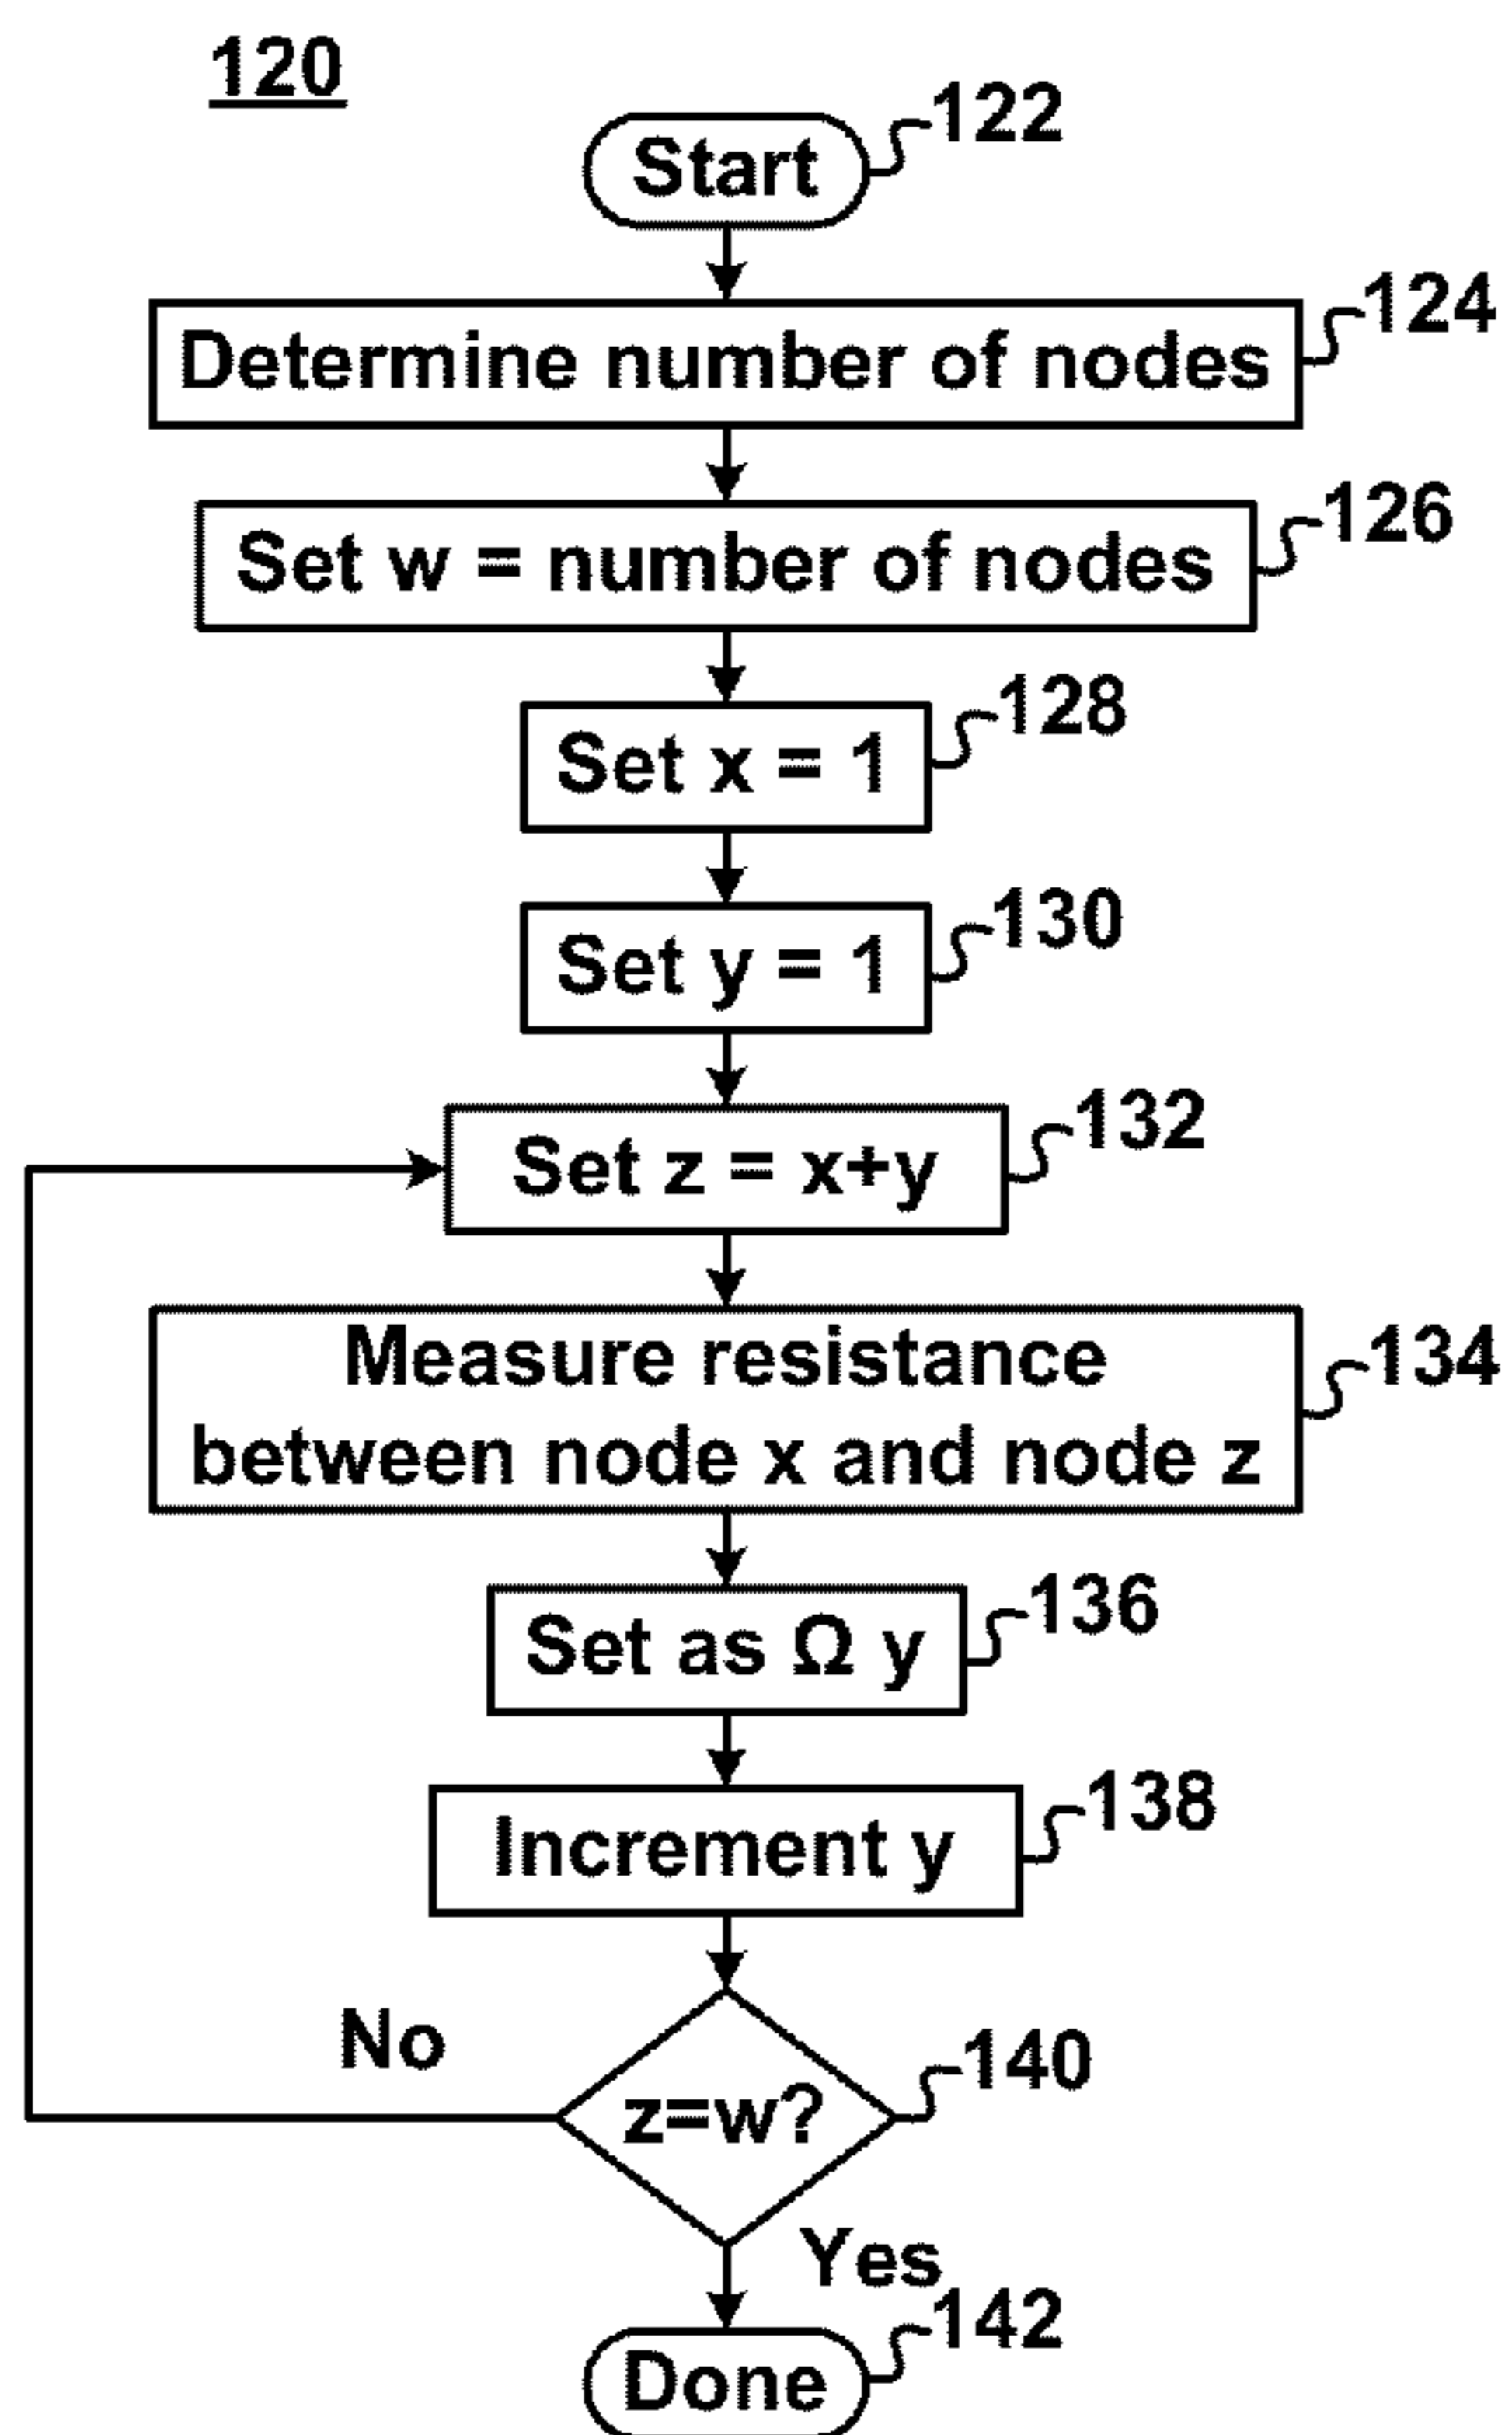 120
Start
122
Determine number of nodes
124
Set w = number of nodes
126
Set x = 1
128
Set y = 1
130
Set z = x+y
132
Measure resistance
between node x and node z
134
Set as Ω y
136
Increment y
138
No
z=w?
140
Yes
Done
142